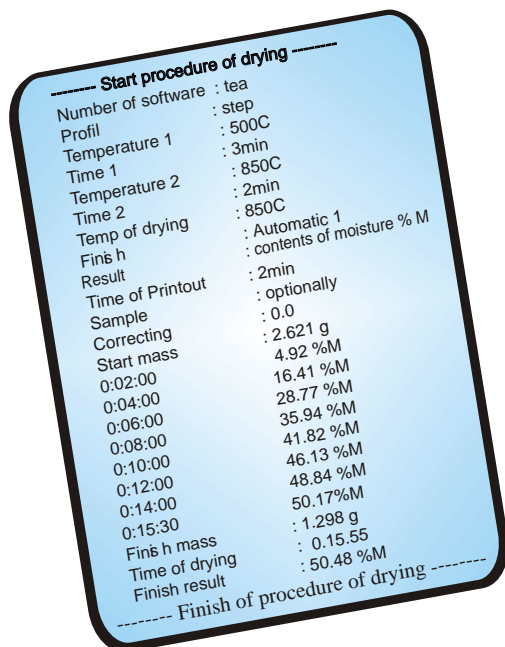 -------- Start procedure of drying --------
Number of software : tea
Profil : step
Temperature 1 : 500C
Time 1 : 3min
Temperature 2 : 850C
Time 2 : 2min
Temp of drying : 850C
Finis h : Automatic 1
Result : contents of moisture % M
Time of Printout : 2min
Sample : optionally
Correcting : 0.0
Start mass : 2.621 g
0:02:00 4.92 %M
0:04:00 16.41 %M
0:06:00 28.77 %M
0:08:00 35.94 %M
0:10:00 41.82 %M
0:12:00 46.13 %M
0:14:00 48.84 %M
0:15:30 50.17%M
Finis h mass : 1.298 g
Time of drying : 0.15.55
Finish result : 50.48 %M
-------- Finish of procedure of drying --------